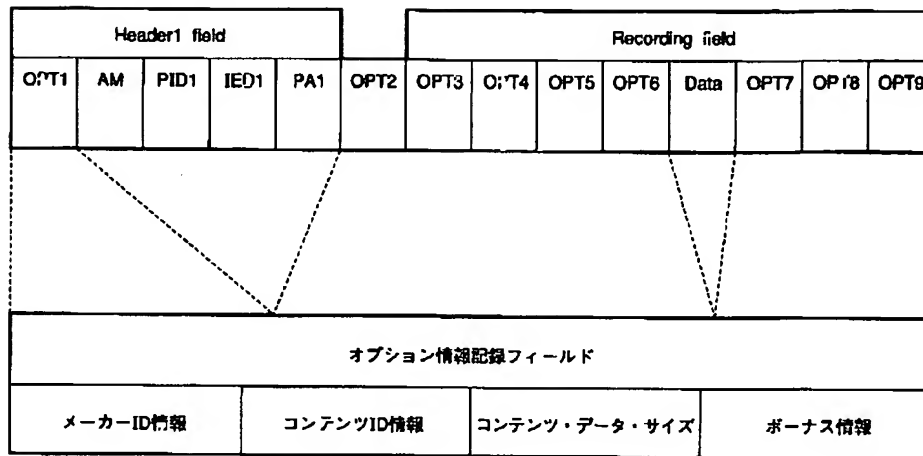 Header1 field Recording field
OPT1 AM PID1 IED1 PA1 OPT2 OPT3 OPT4 OPT5 OPT6 Data OPT7 OPT8 OPT9
オプション情報記録フィールド
メーカーID情報 コンテンツID情報 コンテンツ・データ・サイズ ボーナス情報